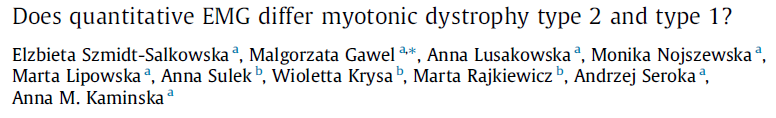 Does quantitative EMG differ myotonic dystrophy type 2 and type 1?
Elzbieta Szmidt-Salkowska a, Malgorzata Gawel a,*, Anna Lusakowska a, Monika Nojszewska a,
Marta Lipowska a, Anna Sulek b, Wioletta Krysa b, Marta Rajkiewicz b, Andrzej Seroka a,
Anna M. Kaminska a